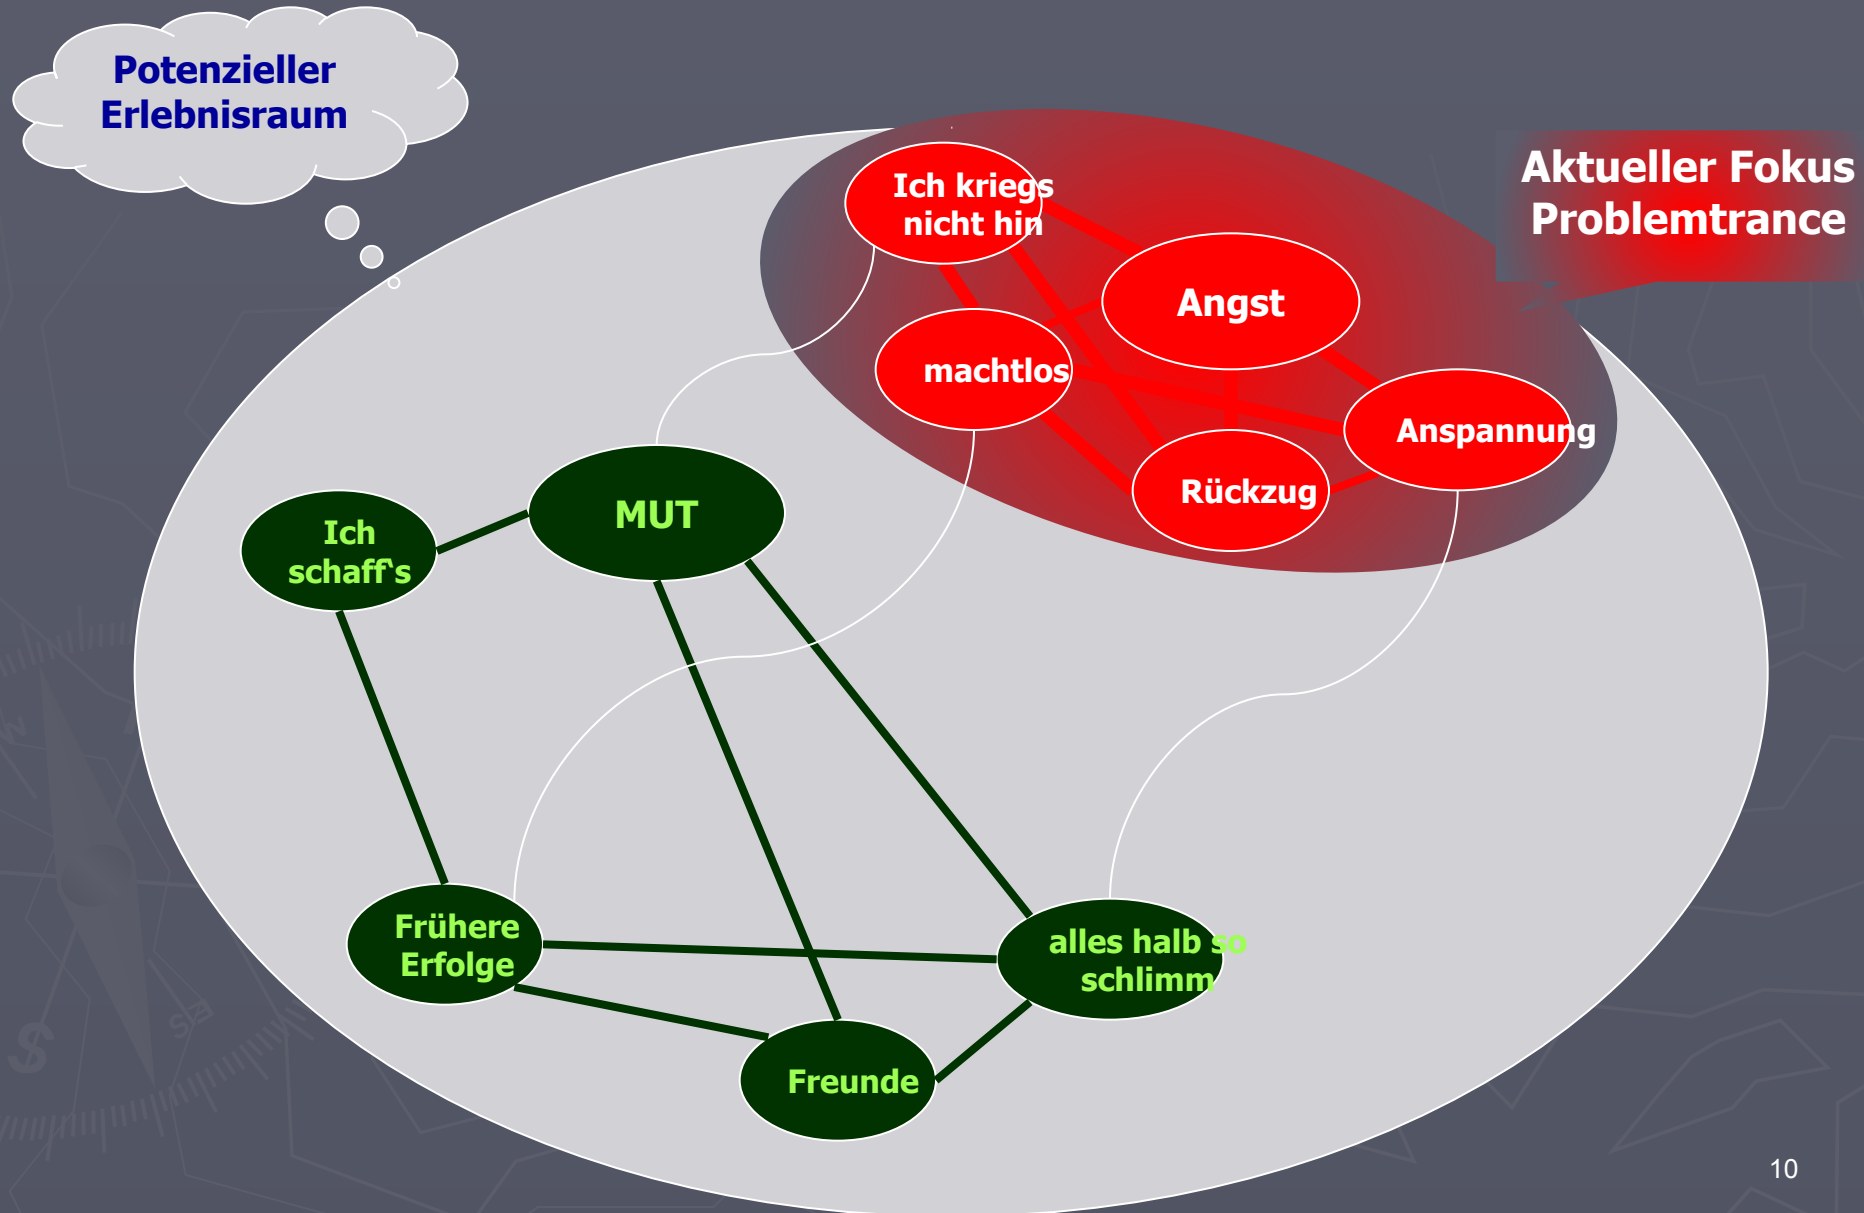 Potenzieller
Erlebnisraum
Aktueller Fokus
Problemtrance
Ich kriegs
nicht hin
Angst
machtlos
Anspannung
Rückzug
MUT
Ich
schaff's
Frühere
Erfolge
alles halb so
schlimm
Freunde
10
W
S
SE